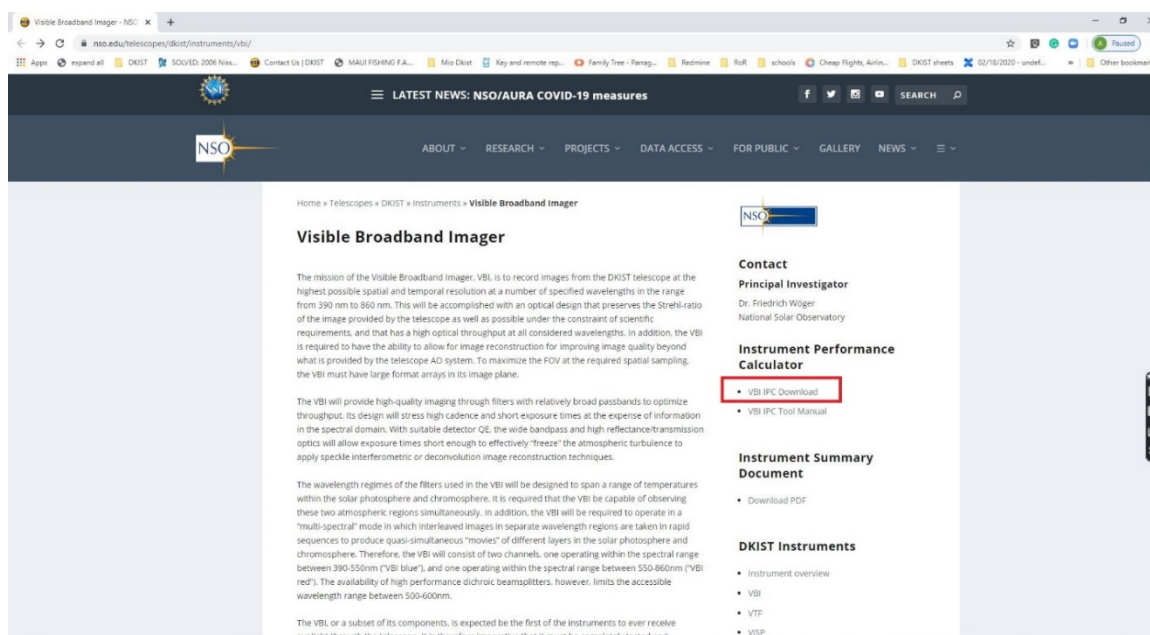 Visible Broadband Imager - NSO
nso.edu/telescopes/dkist/instruments/vbi/
Paused
Apps expand all DKIST SOLVED: 2006 Niss... Contact Us | DKIST MAUI FISHING F.A... Mio Dkist Key and remote rep... Family Tree - Parrag... Redmine RoR schools Cheap Flights, Airlin... DKIST sheets 02/18/2020 - undef... » Other bookmar
NSF
LATEST NEWS: NSO/AURA COVID-19 measures
SEARCH
NSO
ABOUT RESEARCH PROJECTS DATA ACCESS FOR PUBLIC GALLERY NEWS
Home » Telescopes » DKIST » Instruments » Visible Broadband Imager
Visible Broadband Imager
The mission of the Visible Broadband Imager, VBI, is to record images from the DKIST telescope at the
highest possible spatial and temporal resolution at a number of specified wavelengths in the range
from 390 nm to 860 nm. This will be accomplished with an optical design that preserves the Strehl-ratio
of the image provided by the telescope as well as possible under the constraint of scientific
requirements, and that has a high optical throughput at all considered wavelengths. In addition, the VBI
is required to have the ability to allow for image reconstruction for improving image quality beyond
what is provided by the telescope AO system. To maximize the FOV at the required spatial sampling,
the VBI must have large format arrays in its image plane.
The VBI will provide high-quality imaging through filters with relatively broad passbands to optimize
throughput. Its design will stress high cadence and short exposure times at the expense of information
in the spectral domain. With suitable detector QE, the wide bandpass and high reflectance/transmission
optics will allow exposure times short enough to effectively "freeze" the atmospheric turbulence to
apply speckle interferometric or deconvolution image reconstruction techniques.
The wavelength regimes of the filters used in the VBI will be designed to span a range of temperatures
within the solar photosphere and chromosphere. It is required that the VBI be capable of observing
these two atmospheric regions simultaneously. In addition, the VBI will be required to operate in a
"multi-spectral" mode in which interleaved images in separate wavelength regions are taken in rapid
sequences to produce quasi-simultaneous "movies" of different layers in the solar photosphere and
chromosphere. Therefore, the VBI will consist of two channels, one operating within the spectral range
between 390-550nm ("VBI blue"), and one operating within the spectral range between 550-860nm ("VBI
red"). The availability of high performance dichroic beamsplitters, however, limits the accessible
wavelength range between 500-600nm.
The VBI, or a subset of its components, is expected be the first of the instruments to ever receive
NSO
Contact
Principal Investigator
Dr. Friedrich Wöger
National Solar Observatory
Instrument Performance
Calculator
• VBI IPC Download
• VBI IPC Tool Manual
Instrument Summary
Document
• Download PDF
DKIST Instruments
• Instrument overview
• VBI
• VTF
• ViSP